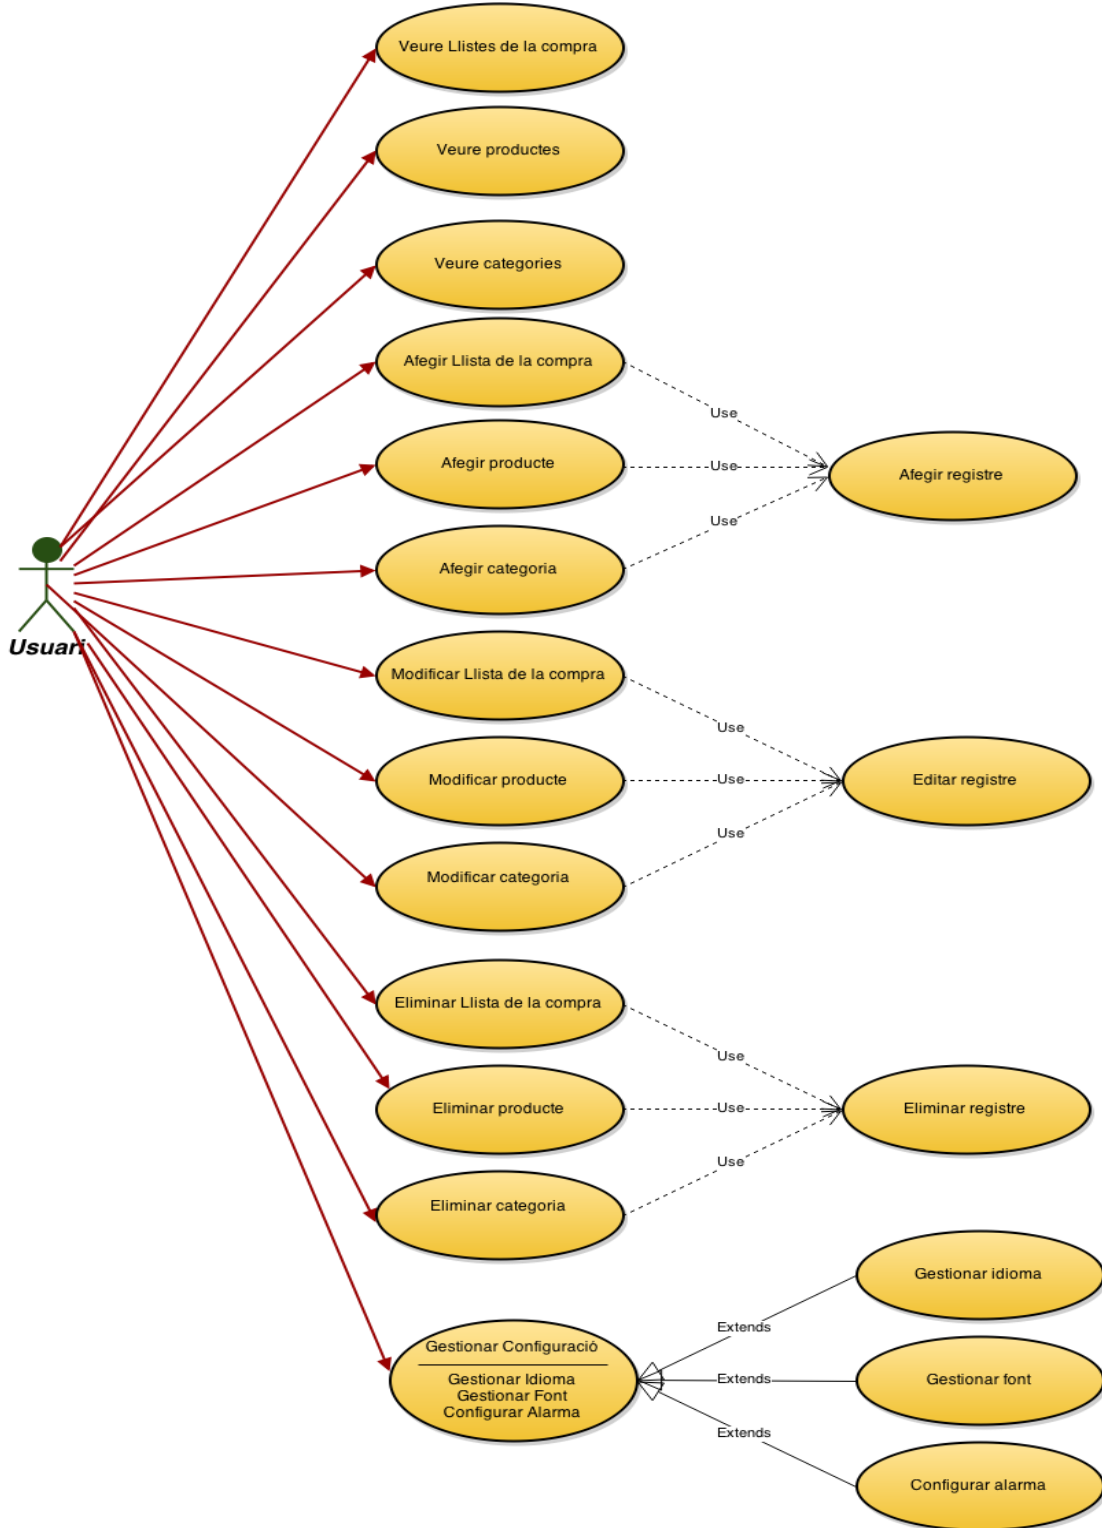 Veure Llistes de la compra
Veure productes
Veure categories
Afegir Llista de la compra
Use
Afegir producte
Use
Afegir registre
Use
Afegir categoria
Usuari
Modificar Llista de la compra
Use
Modificar producte
Use
Editar registre
Use
Modificar categoria
Eliminar Llista de la compra
Use
Eliminar producte
Use
Eliminar registre
Use
Eliminar categoria
Gestionar idioma
Extends
Gestionar Configuració
Gestionar Idioma
Gestionar Font
Configurar Alarma
Extends
Gestionar font
Extends
Configurar alarma